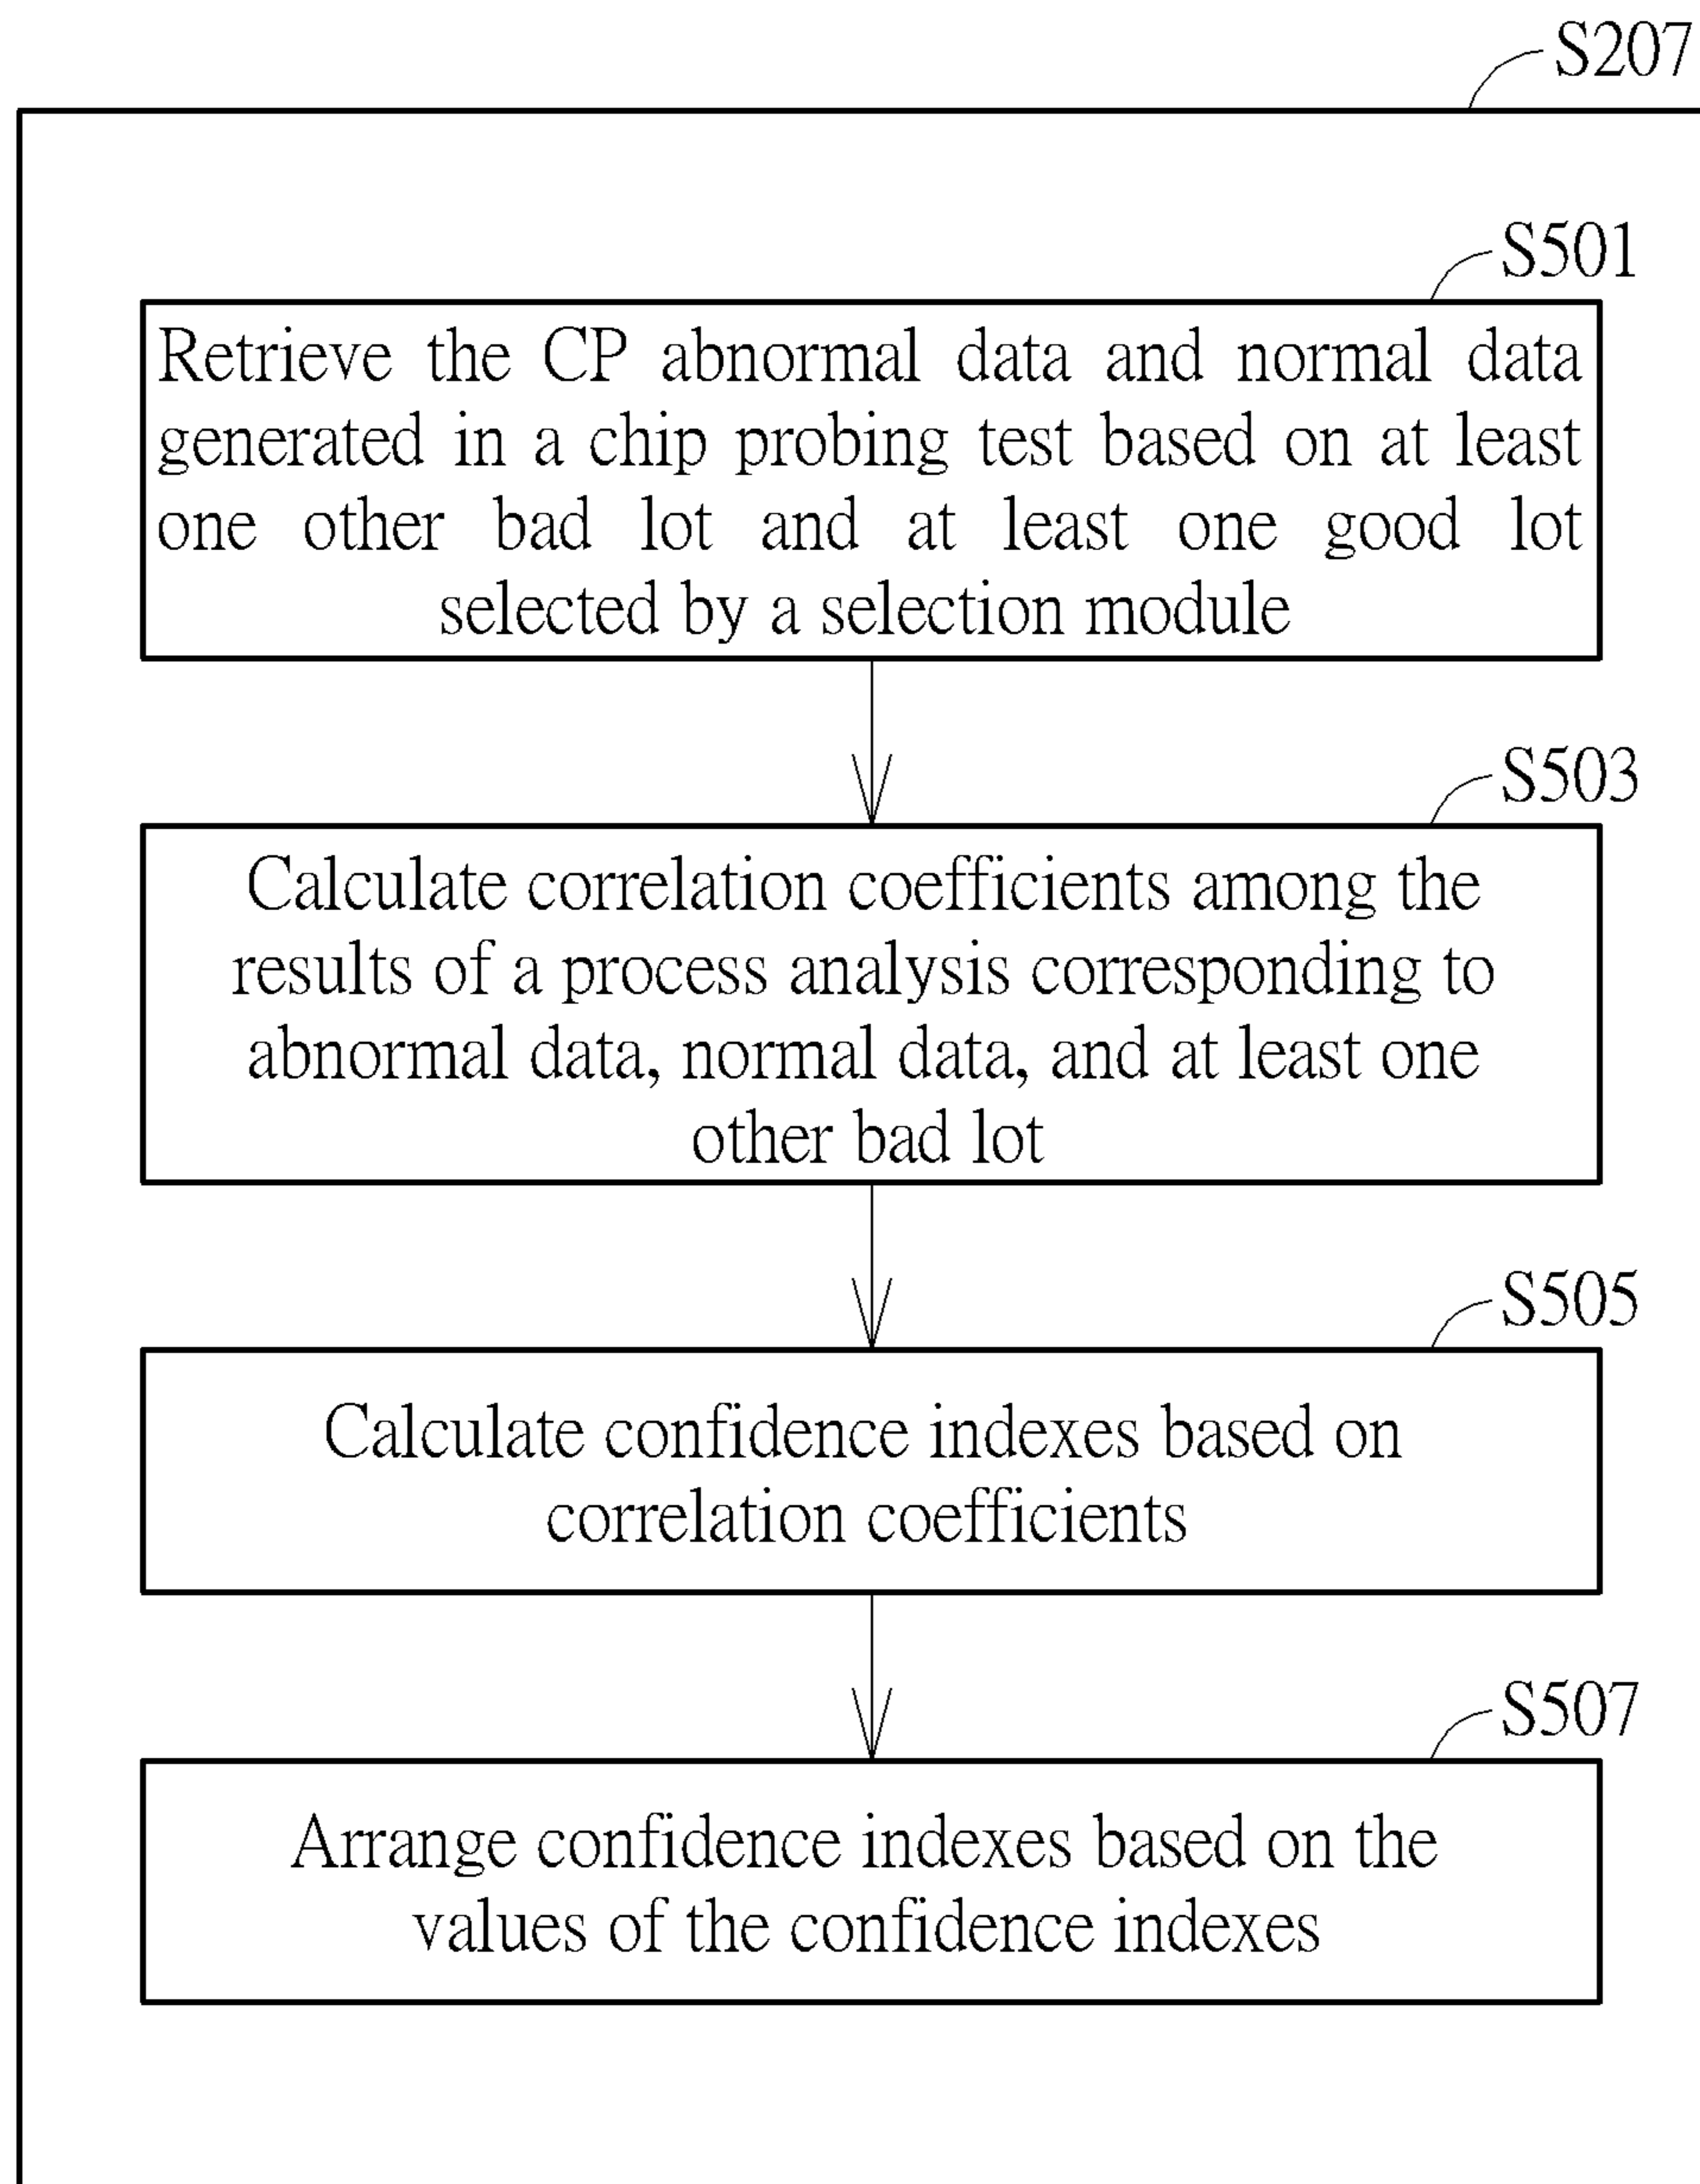 S207
S501
Retrieve the CP abnormal data and normal data
generated in a chip probing test based on at least
one other bad lot and at least one good lot
selected by a selection module
S503
Calculate correlation coefficients among the
results of a process analysis corresponding to
abnormal data, normal data, and at least one
other bad lot
S505
Calculate confidence indexes based on
correlation coefficients
S507
Arrange confidence indexes based on the
values of the confidence indexes